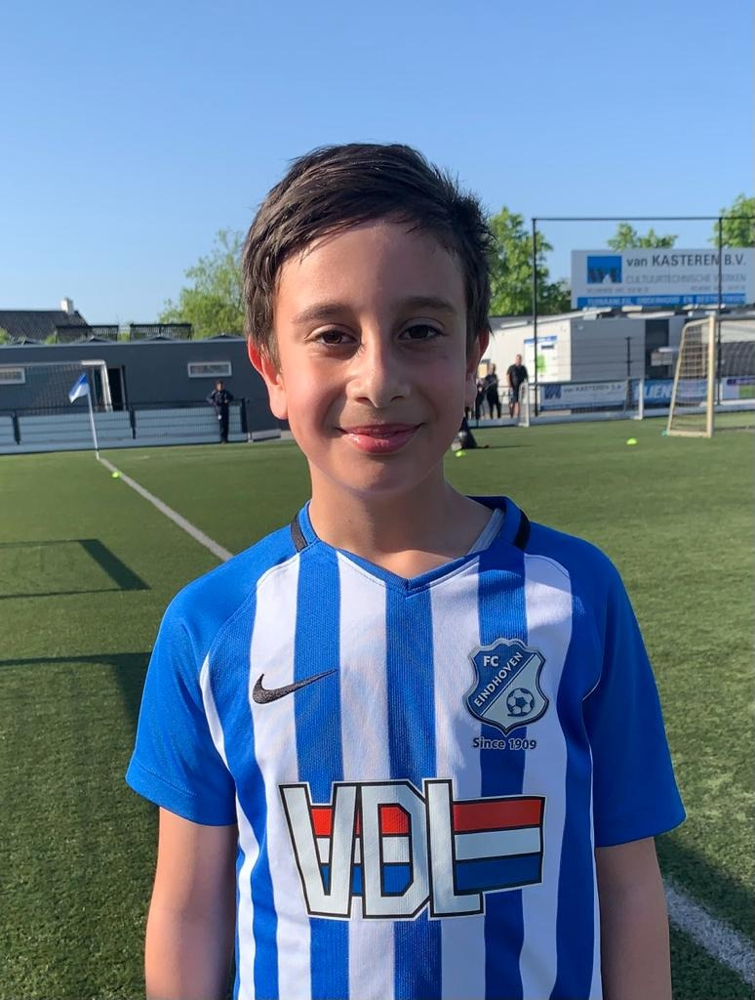 van KASTEREN B.V.
CULTUURTECHNISCHE WERKEN
FC
EINDHOVEN
Since 1909
VDL